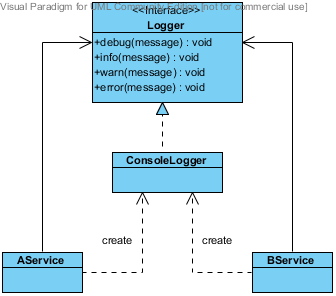 Visual Paradigm for UML Community Edition [not for commercial use]
<<Interface>>
Logger
+debug(message) : void
+info(message) : void
+warn(message) : void
+error(message) : void
ConsoleLogger
create
create
AService
BService